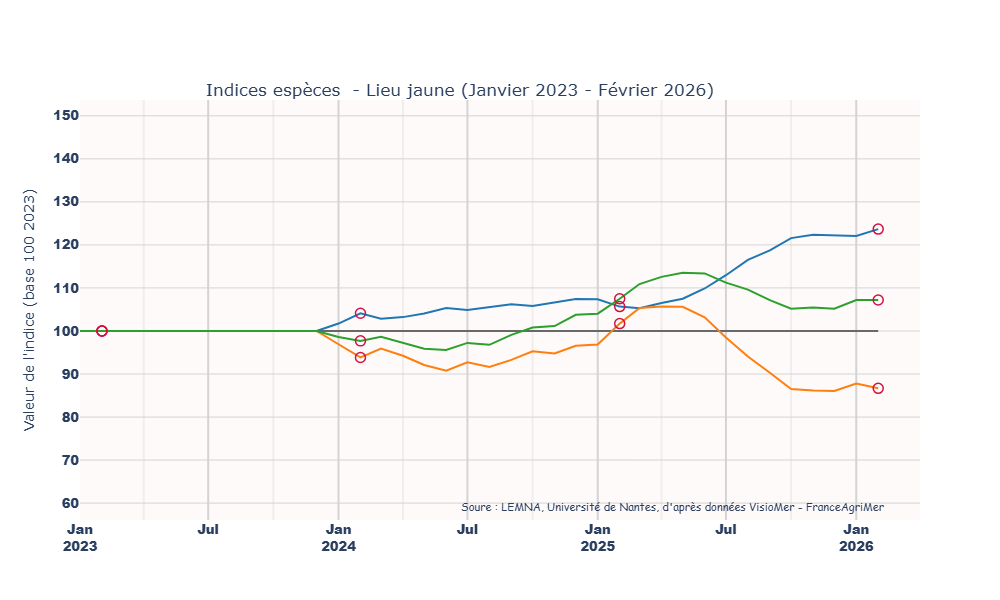 Indices espèces  - Lieu jaune (Janvier 2023 - Février 2026)
Valeur de l'Indice (base 100 2023)
150
140
130
120
110
100
90
80
70
60
Soure : LEMNA, Université de Nantes, d'après données VisioMer - FranceAgriMer
Jan Jul Jan Jul Jan Jul Jan
2023 2024 2025 2026